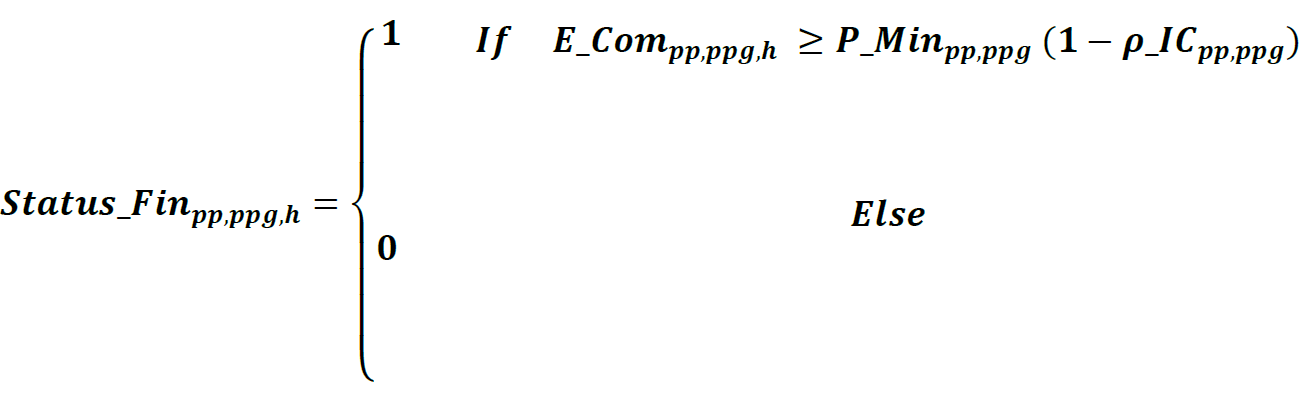 1 If E_Com_{pp,ppg,h} ≥ P_Min_{pp,ppg} (1 − ρ_IC_{pp,ppg})
Status_Fin_{pp,ppg,h} = { Else
0